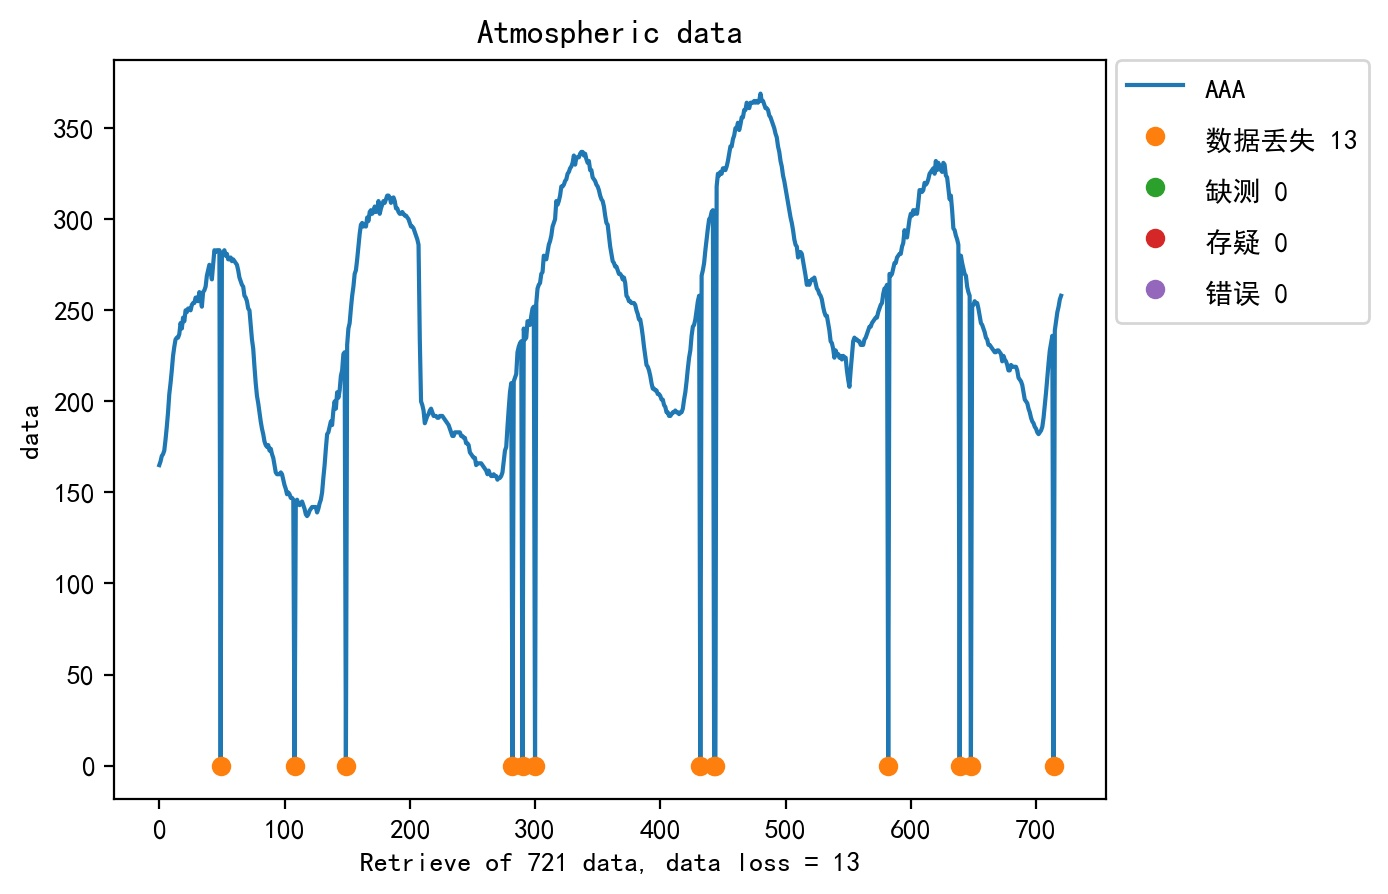 Atmospheric data
AAA
数据丢失 13
缺测 0
存疑 0
错误 0
data
350
300
250
200
150
100
50
0
0 100 200 300 400 500 600 700
Retrieve of 721 data, data loss = 13